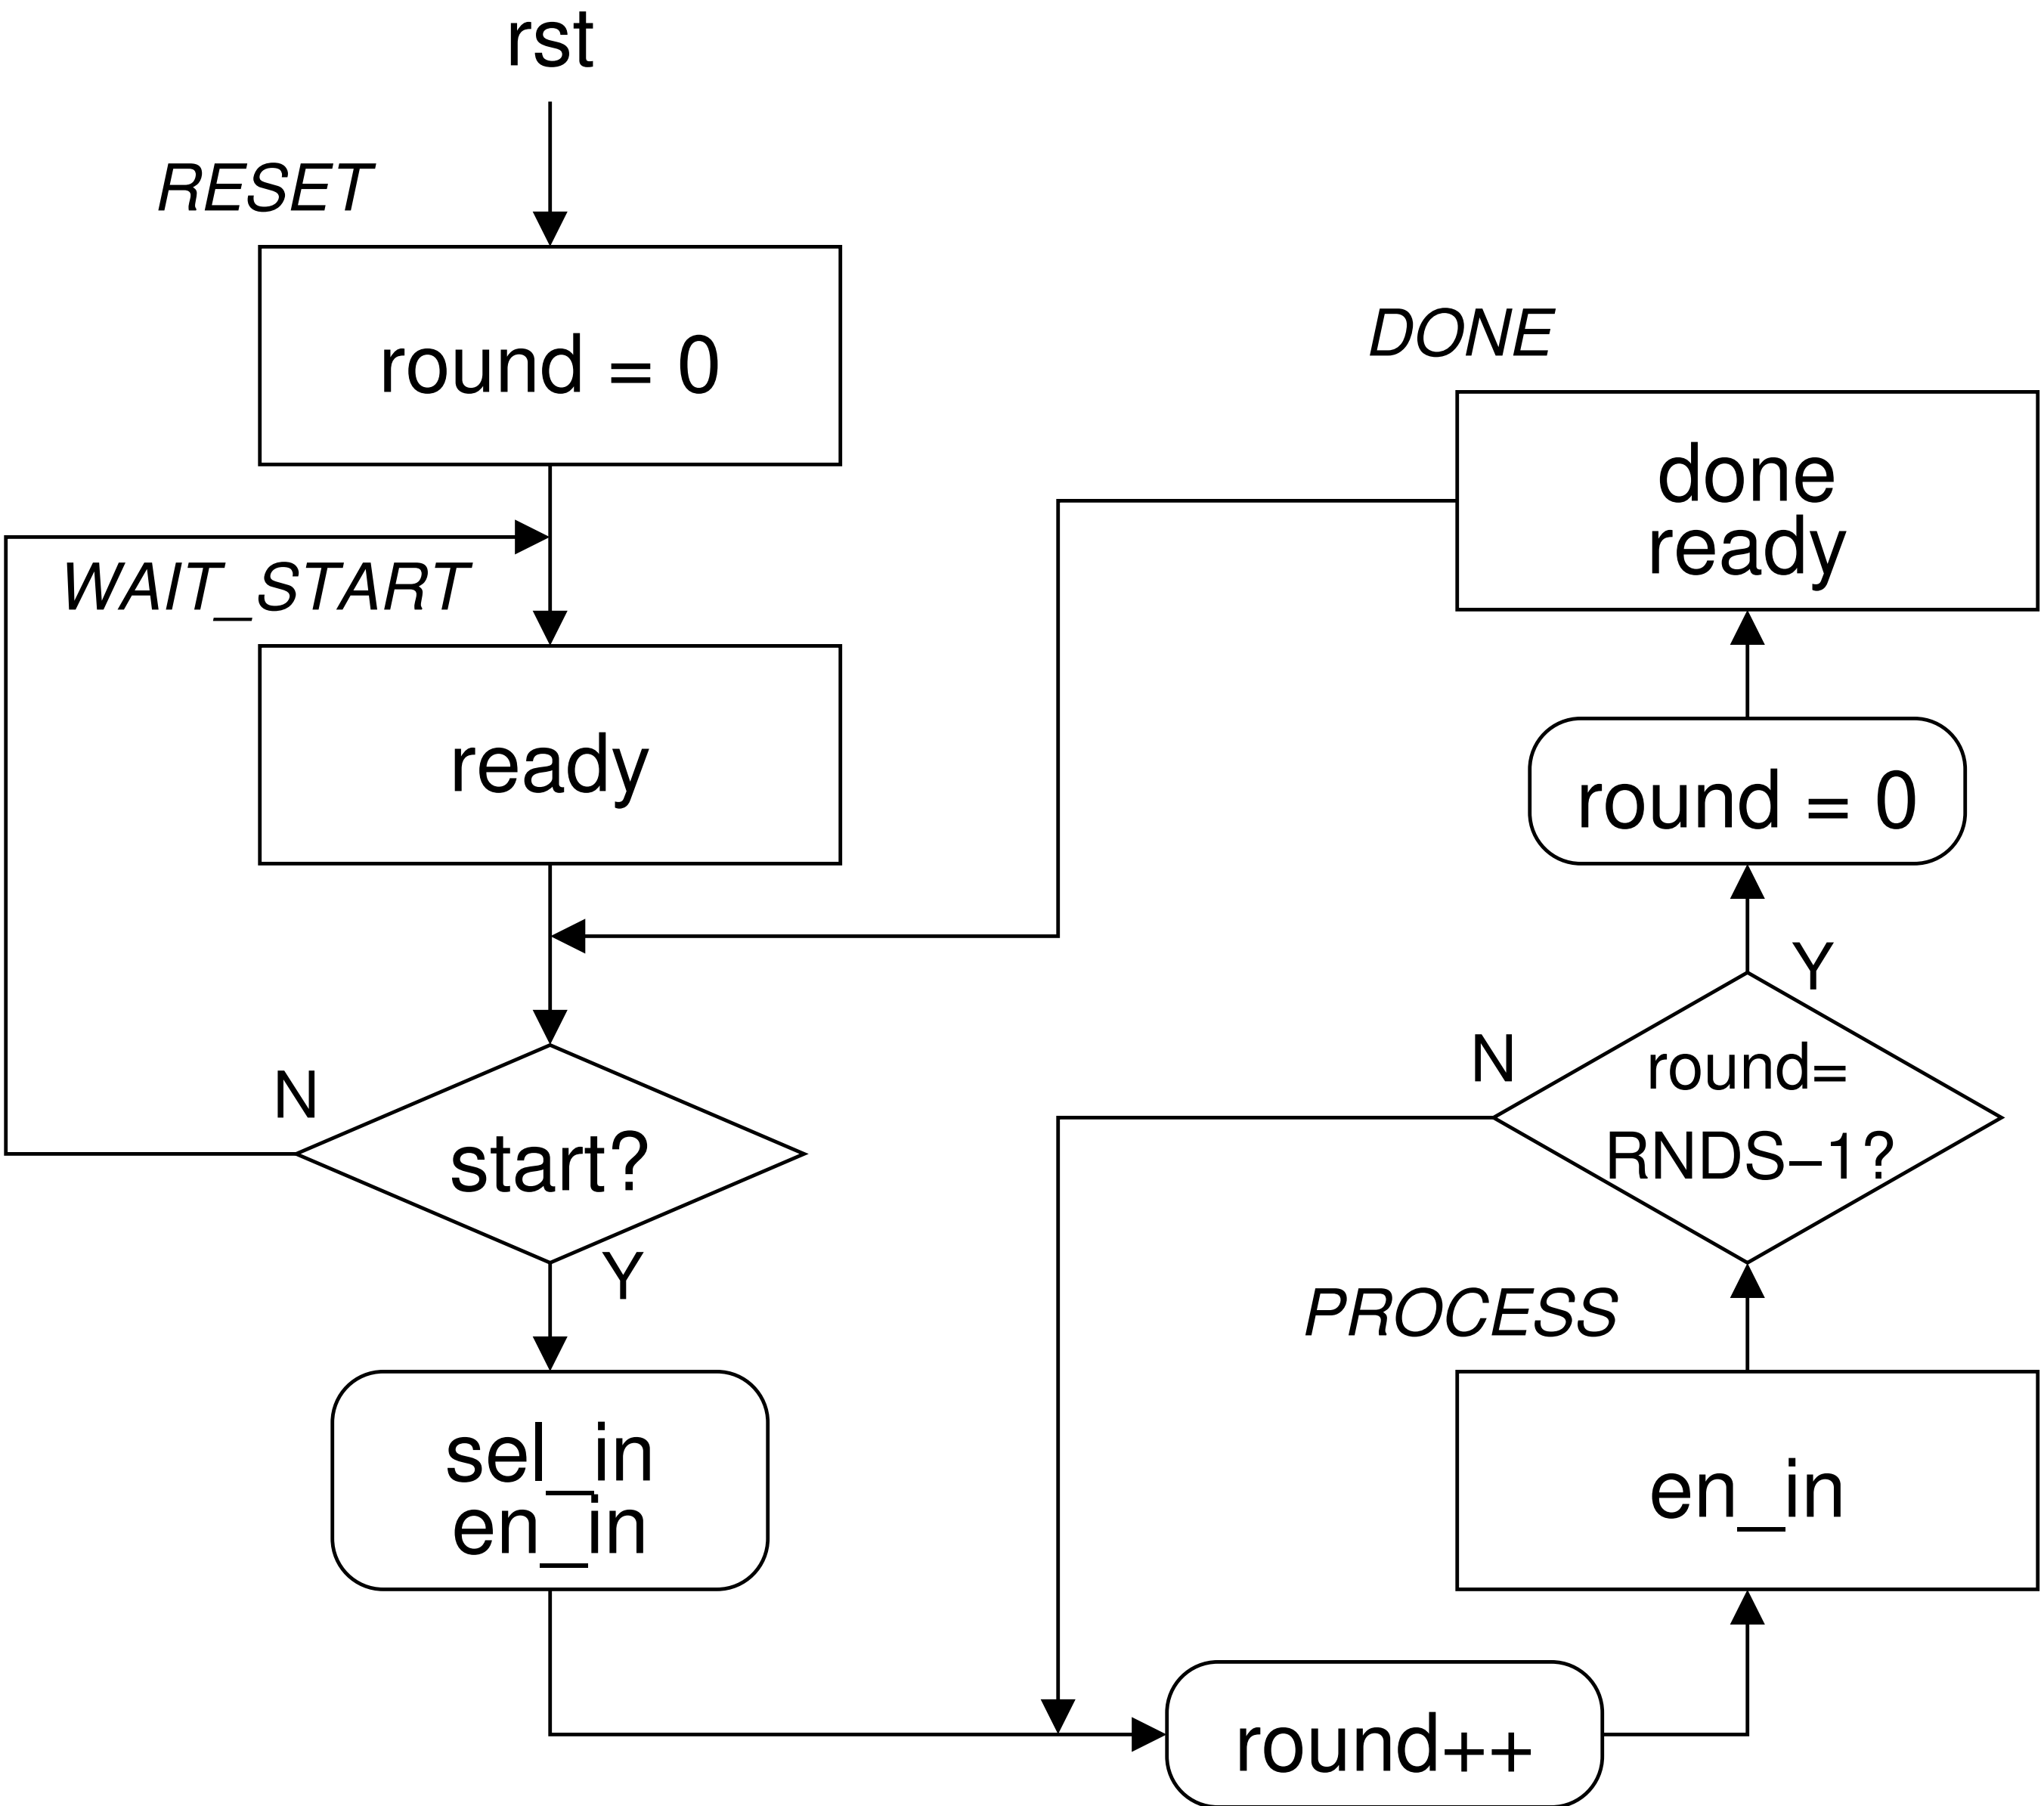 rst
RESET
round = 0
WAIT_START
ready
N
start?
Y
sel_in
en_in
round++
PROCESS
en_in
N
round=
RNDS−1?
Y
round = 0
DONE
done
ready